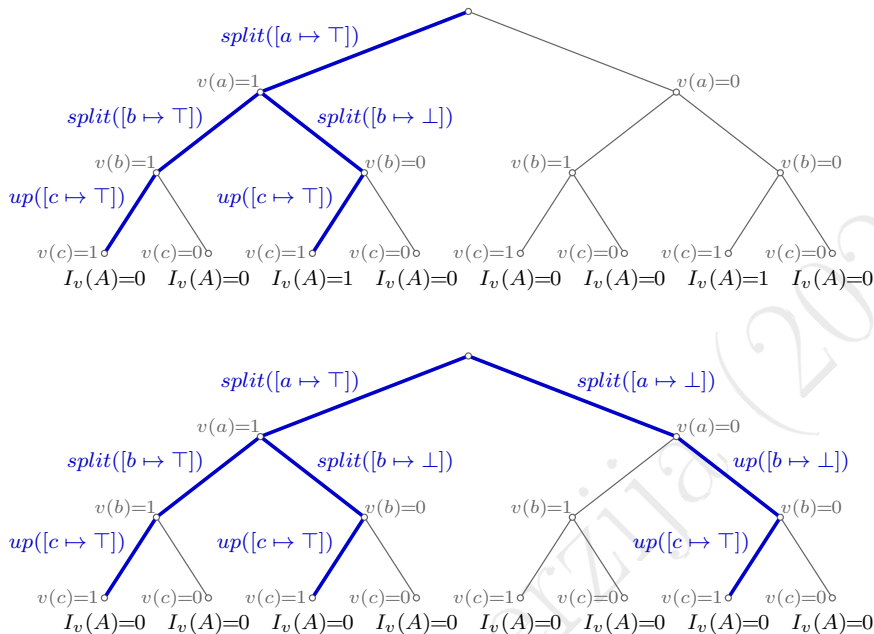 split([a ↦ ⊤])
v(a)=1 v(a)=0
split([b ↦ ⊤]) split([b ↦ ⊥])
v(b)=1 v(b)=0 v(b)=1 v(b)=0
up([c ↦ ⊤]) up([c ↦ ⊤])
v(c)=1 v(c)=0 v(c)=1 v(c)=0 v(c)=1 v(c)=0 v(c)=1 v(c)=0
I_v(A)=0 I_v(A)=0 I_v(A)=1 I_v(A)=0 I_v(A)=0 I_v(A)=0 I_v(A)=1 I_v(A)=0
split([a ↦ ⊤]) split([a ↦ ⊥])
v(a)=1 v(a)=0
split([b ↦ ⊤]) split([b ↦ ⊥]) up([b ↦ ⊥])
v(b)=1 v(b)=0 v(b)=1 v(b)=0
up([c ↦ ⊤]) up([c ↦ ⊤]) up([c ↦ ⊤])
v(c)=1 v(c)=0 v(c)=1 v(c)=0 v(c)=1 v(c)=0 v(c)=1 v(c)=0
I_v(A)=0 I_v(A)=0 I_v(A)=0 I_v(A)=0 I_v(A)=0 I_v(A)=0 I_v(A)=0 I_v(A)=0